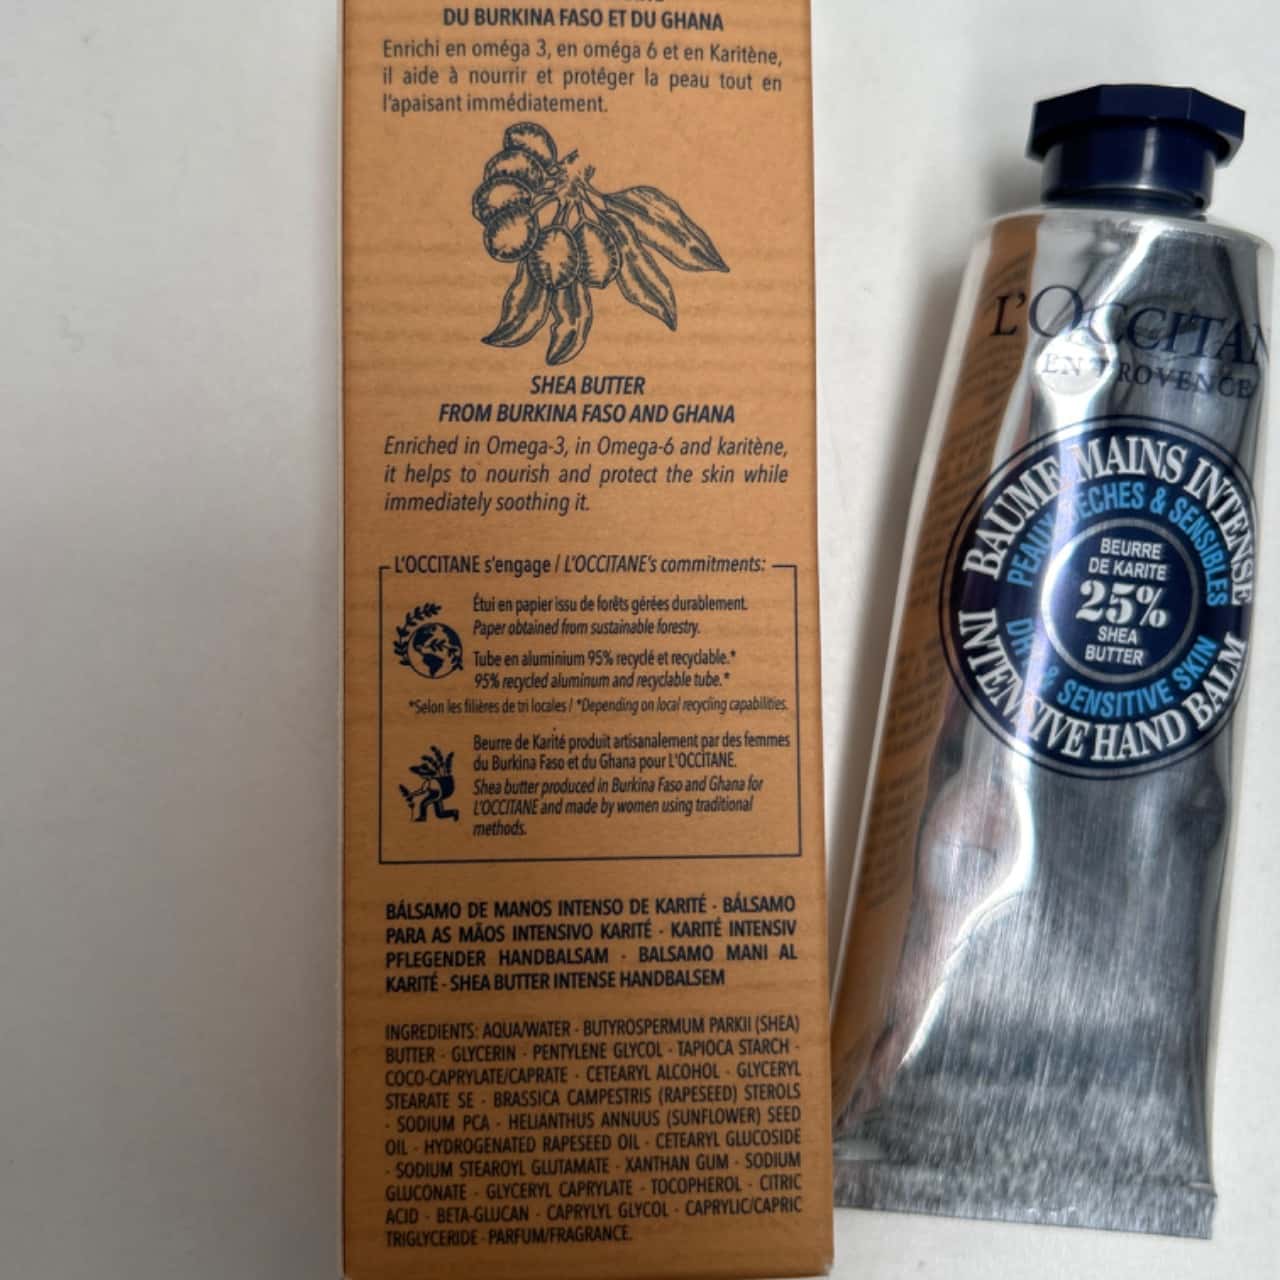 DU BURKINA FASO ET DU GHANA
Enrichi en oméga 3, en oméga 6 et en Karitène,
il aide à nourrir et protéger la peau tout en
l'apaisant immédiatement.
SHEA BUTTER
FROM BURKINA FASO AND GHANA
Enriched in Omega-3, in Omega-6 and karitène,
it helps to nourish and protect the skin while
immediately soothing it.
L'OCCITANE s'engage / L'OCCITANE's commitments:
Étui en papier issu de forêts gérées durablement.
Paper obtained from sustainable forestry.
Tube en aluminium 95% recyclé et recyclable.*
95% recycled aluminum and recyclable tube.*
*Selon les filières de tri locales / *Depending on local recycling capabilities.
Beurre de Karité produit artisanalement par des femmes
du Burkina Faso et du Ghana pour L'OCCITANE.
Shea butter produced in Burkina Faso and Ghana for
L'OCCITANE and made by women using traditional
methods.
BÁLSAMO DE MANOS INTENSO DE KARITÉ - BÁLSAMO
PARA AS MÃOS INTENSIVO KARITÉ - KARITÉ INTENSIV
PFLEGENDER HANDBALSAM - BALSAMO MANI AL
KARITÉ - SHEA BUTTER INTENSE HANDBALSEM
INGREDIENTS: AQUA/WATER - BUTYROSPERMUM PARKII (SHEA)
BUTTER - GLYCERIN - PENTYLENE GLYCOL - TAPIOCA STARCH -
COCO-CAPRYLATE/CAPRATE - CETEARYL ALCOHOL - GLYCERYL
STEARATE SE - BRASSICA CAMPESTRIS (RAPESEED) STEROLS
- SODIUM PCA - HELIANTHUS ANNUUS (SUNFLOWER) SEED
OIL - HYDROGENATED RAPESEED OIL - CETEARYL GLUCOSIDE
- SODIUM STEAROYL GLUTAMATE - XANTHAN GUM - SODIUM
GLUCONATE - GLYCERYL CAPRYLATE - TOCOPHEROL - CITRIC
ACID - BETA-GLUCAN - CAPRYLYL GLYCOL - CAPRYLIC/CAPRIC
TRIGLYCERIDE - PARFUM/FRAGRANCE.
L'OCCITAN
EN PROVENCE
BAUME MAINS INTENSE
PEAUX SÈCHES & SENSIBLES
BEURRE
DE KARITE
25%
SHEA
BUTTER
DRY & SENSITIVE SKIN
INTENSIVE HAND BALM